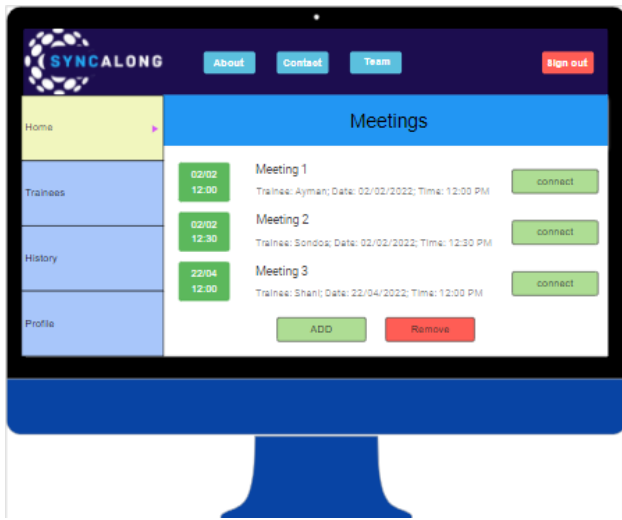 SYNCALONG
About
Contact
Team
Sign out
Home
Trainees
History
Profile
Meetings
02/02
12:00
Meeting 1
Trainee: Ayman; Date: 02/02/2022; Time: 12:00 PM
connect
02/02
12:30
Meeting 2
Trainee: Sondos; Date: 02/02/2022; Time: 12:30 PM
connect
22/04
12:00
Meeting 3
Trainee: Shani; Date: 22/04/2022; Time: 12:00 PM
connect
ADD
Remove